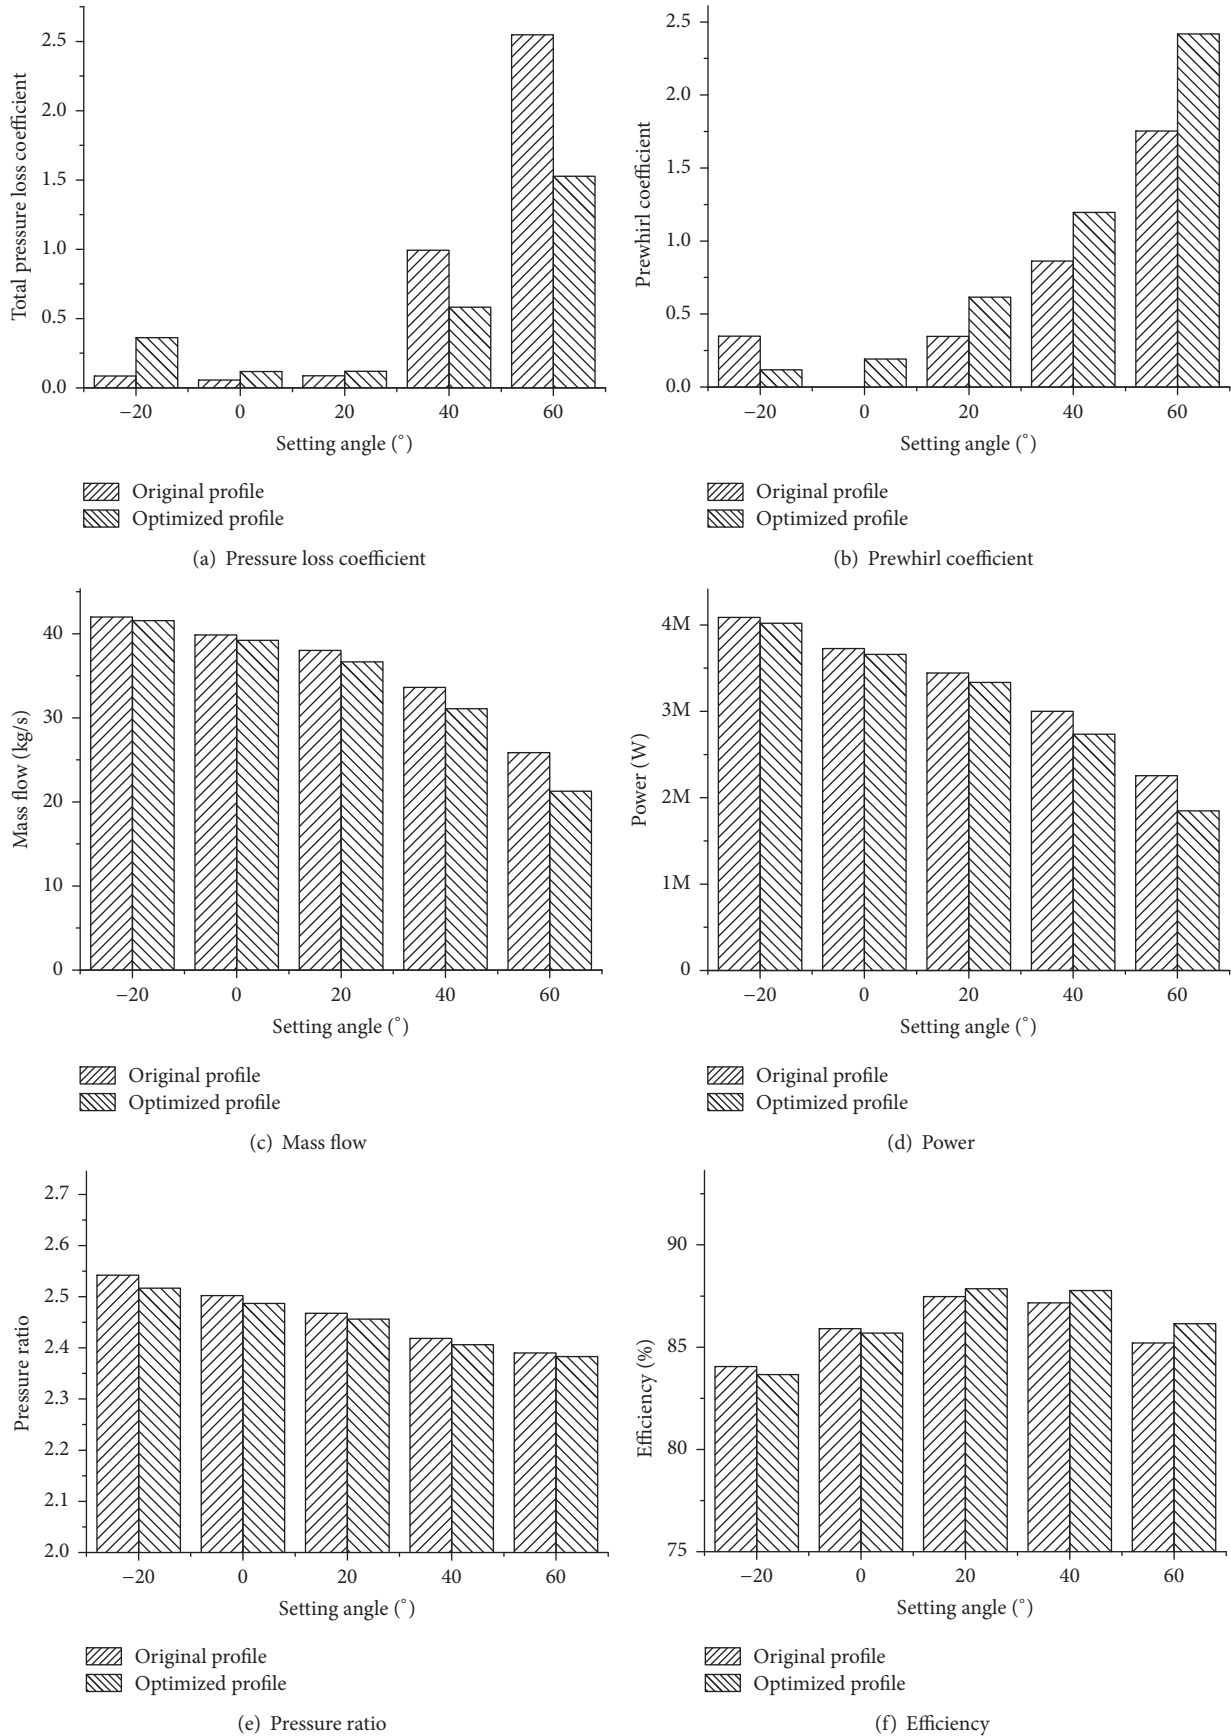 Total pressure loss coefficient
2.5
2.0
1.5
1.0
0.5
0.0
−20 0 20 40 60
Setting angle (°)
Original profile
Optimized profile
(a) Pressure loss coefficient
Prewhirl coefficient
2.5
2.0
1.5
1.0
0.5
0.0
−20 0 20 40 60
Setting angle (°)
Original profile
Optimized profile
(b) Prewhirl coefficient
Mass flow (kg/s)
40
30
20
10
0
−20 0 20 40 60
Setting angle (°)
Original profile
Optimized profile
(c) Mass flow
Power (W)
4M
3M
2M
1M
0
−20 0 20 40 60
Setting angle (°)
Original profile
Optimized profile
(d) Power
Pressure ratio
2.7
2.6
2.5
2.4
2.3
2.2
2.1
2.0
−20 0 20 40 60
Setting angle (°)
Original profile
Optimized profile
(e) Pressure ratio
Efficiency (%)
90
85
80
75
−20 0 20 40 60
Setting angle (°)
Original profile
Optimized profile
(f) Efficiency